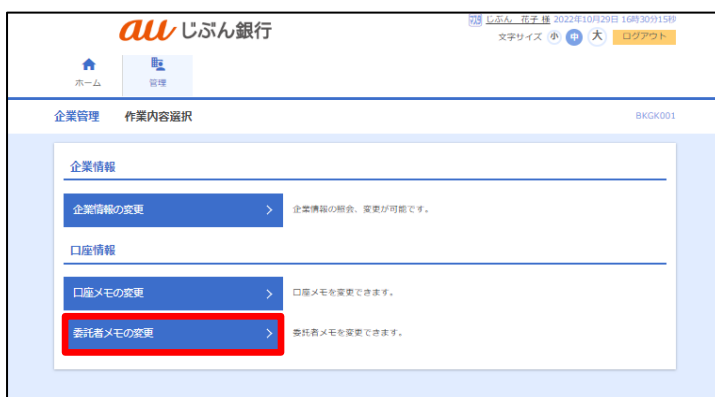 au じぶん銀行
じぶん 花子 様 2022年10月29日 16時30分15秒
文字サイズ 小 中 大 ログアウト
ホーム 管理
企業管理 作業内容選択 BKGK001
企業情報
企業情報の変更 企業情報の照会、変更が可能です。
口座情報
口座メモの変更 口座メモを変更できます。
委託者メモの変更 委託者メモを変更できます。